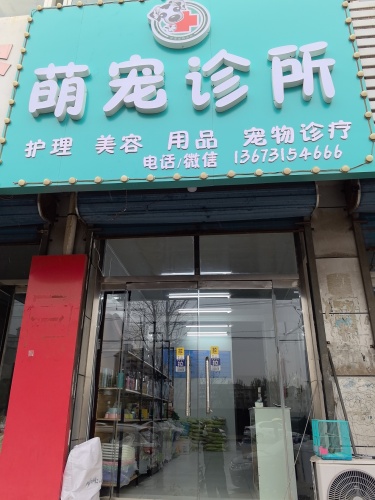 萌宠诊所
护理 美容 用品 宠物诊疗
电话/微信 13673154666